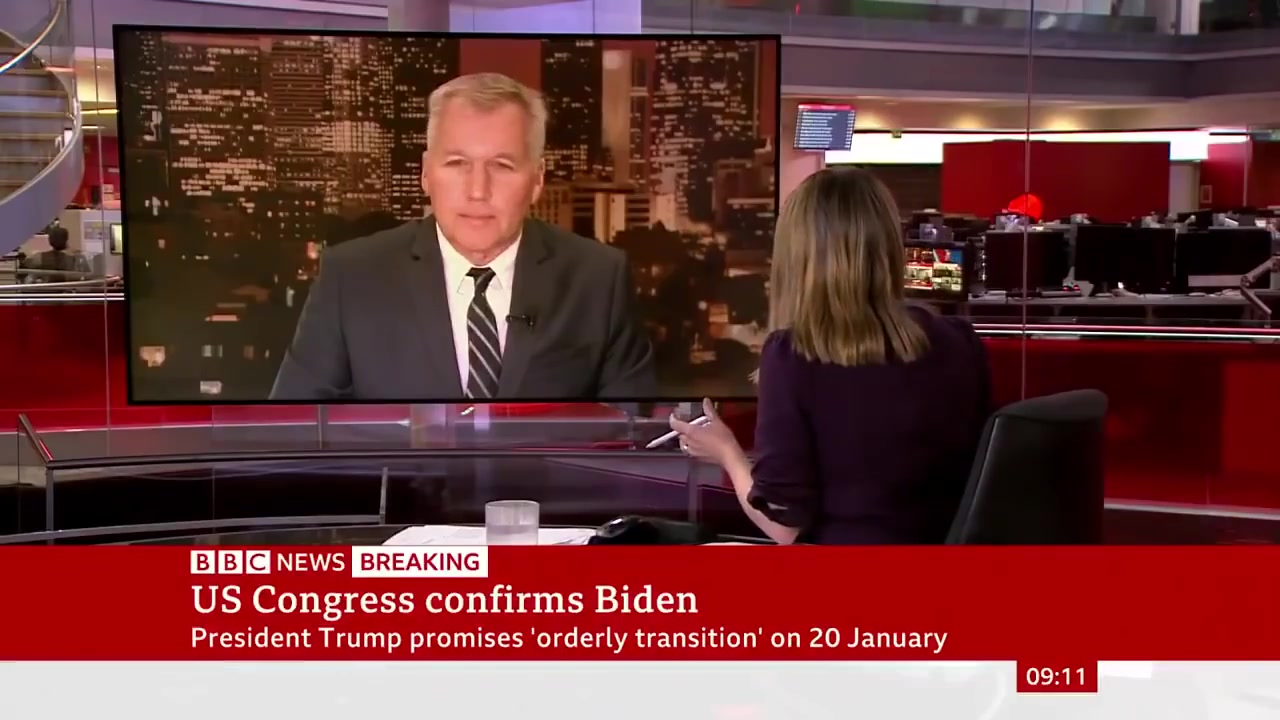 BBC NEWS BREAKING
US Congress confirms Biden
President Trump promises 'orderly transition' on 20 January
09:11